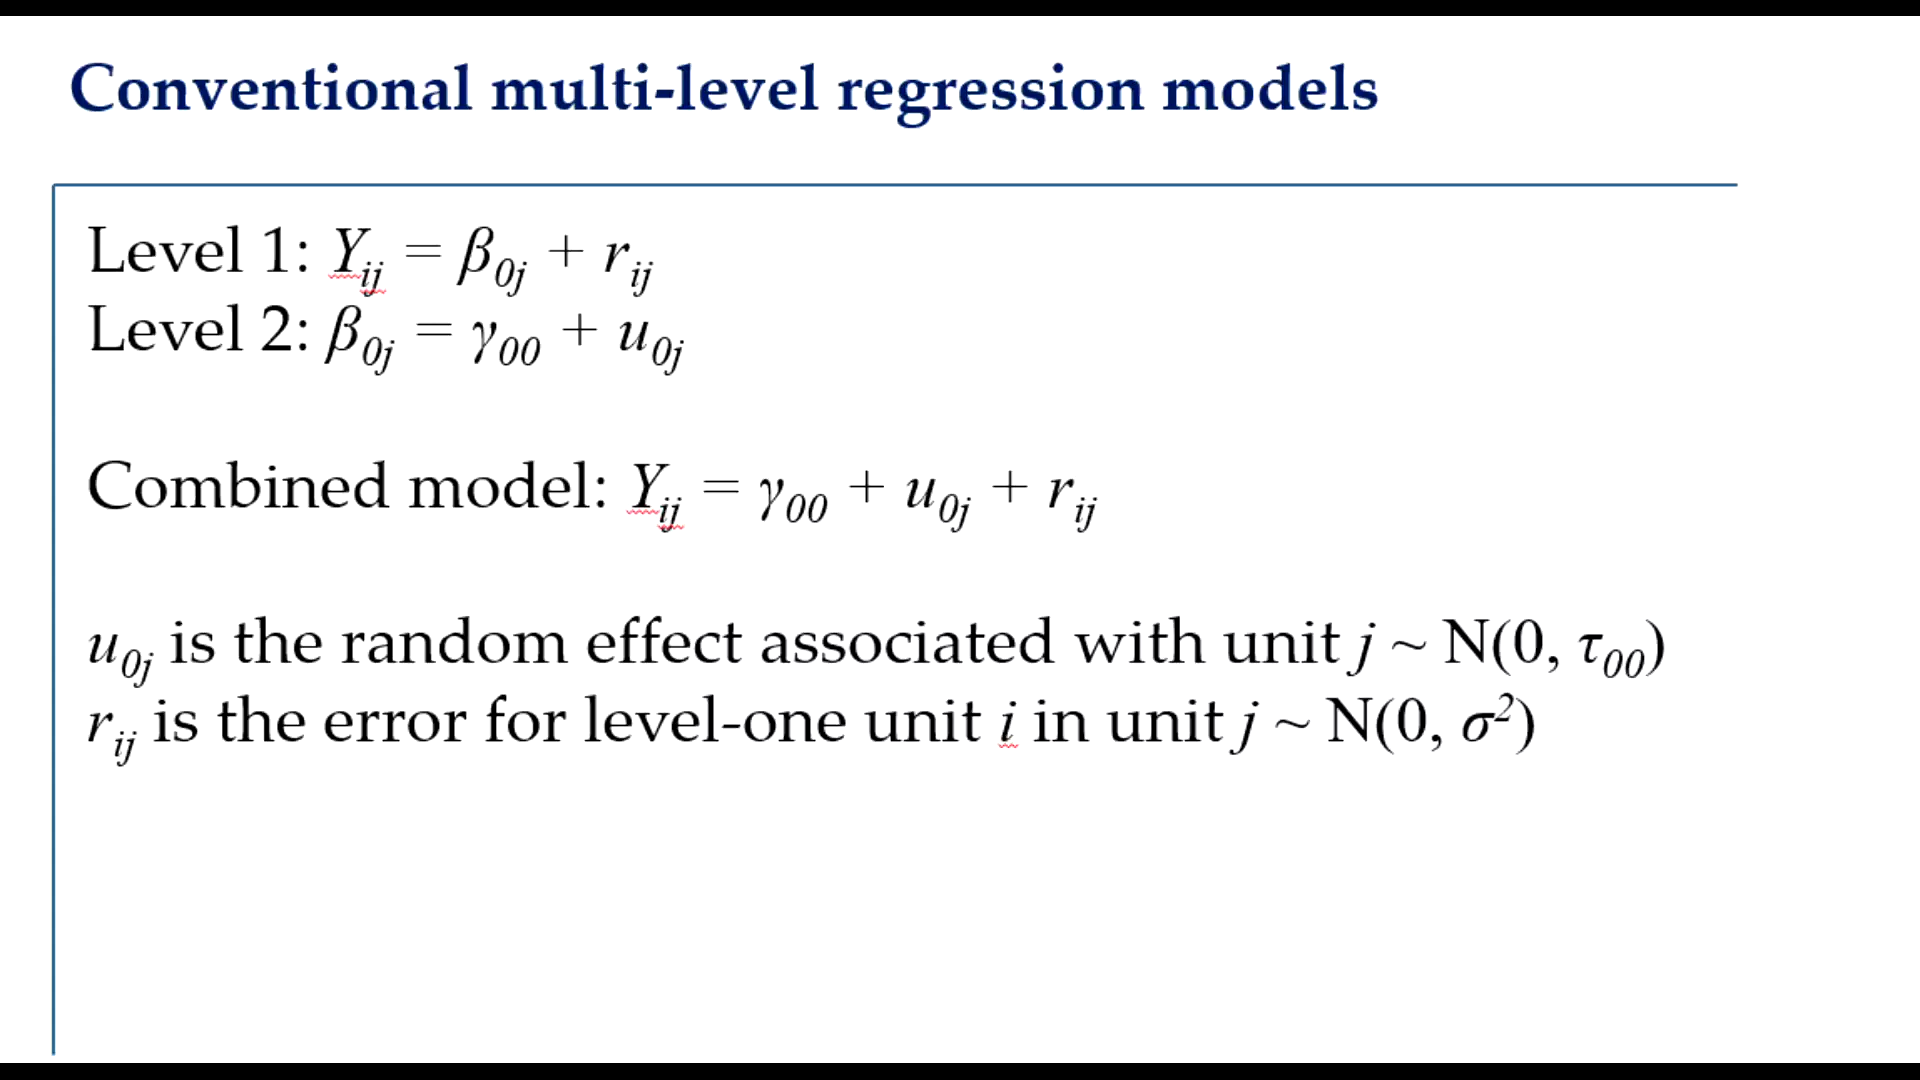 Conventional multi-level regression models
Level 1: Yij = β0j + rij
Level 2: β0j = γ00 + u0j
Combined model: Yij = γ00 + u0j + rij
u0j is the random effect associated with unit j ~ N(0, τ00)
rij is the error for level-one unit i in unit j ~ N(0, σ²)